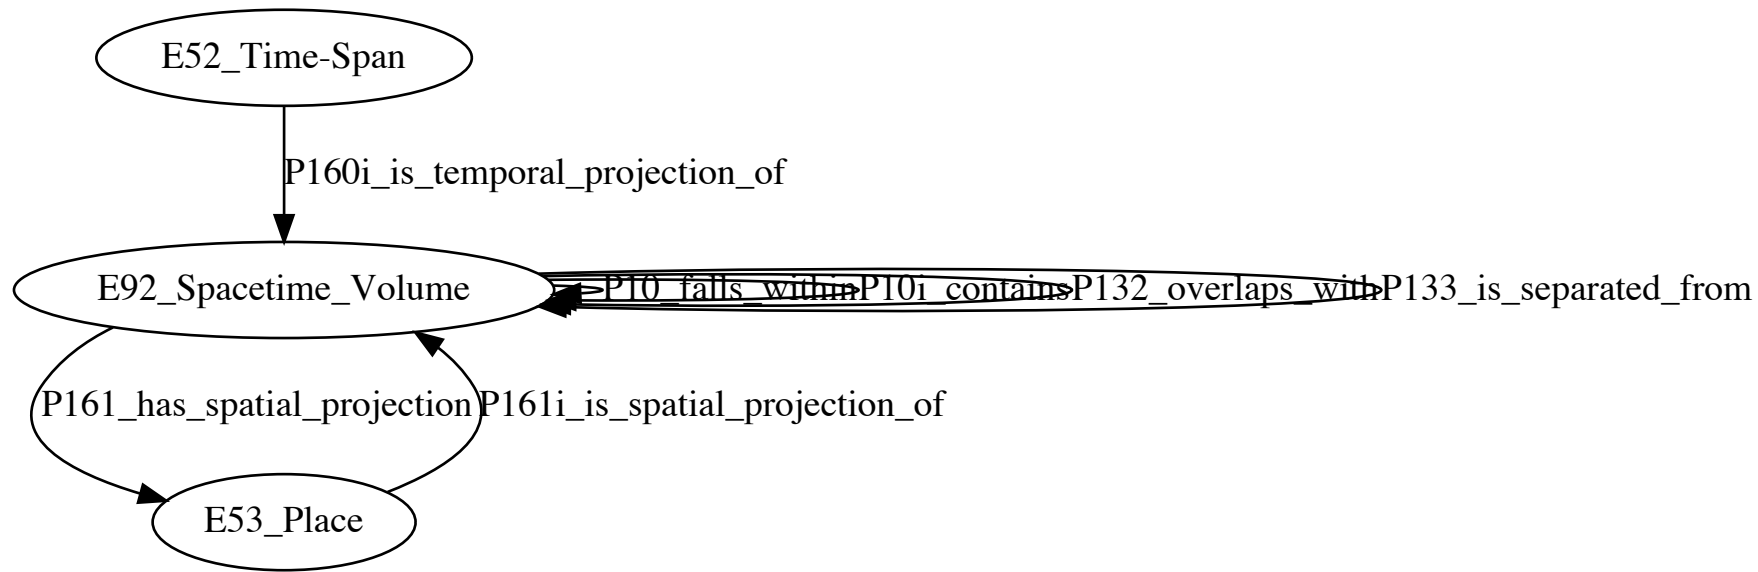 E52_Time-Span
P160i_is_temporal_projection_of
E92_Spacetime_Volume
P10_falls_within
P10i_contains
P132_overlaps_with
P133_is_separated_from
P161_has_spatial_projection
P161i_is_spatial_projection_of
E53_Place